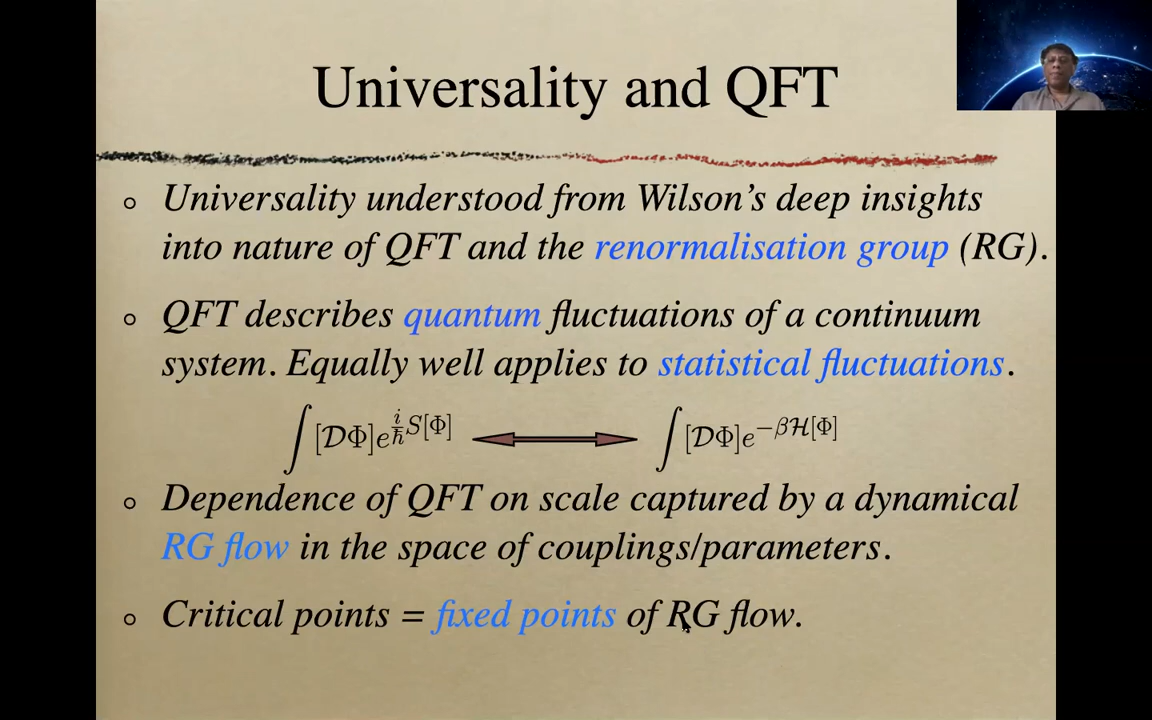 Universality and QFT
Universality understood from Wilson’s deep insights
into nature of QFT and the renormalisation group (RG).
QFT describes quantum fluctuations of a continuum
system. Equally well applies to statistical fluctuations.
∫[𝒟Φ]e^{\frac{i}{ℏ}S[Φ]} ⟷ ∫[𝒟Φ]e^{−βℋ[Φ]}
Dependence of QFT on scale captured by a dynamical
RG flow in the space of couplings/parameters.
Critical points = fixed points of RG flow.